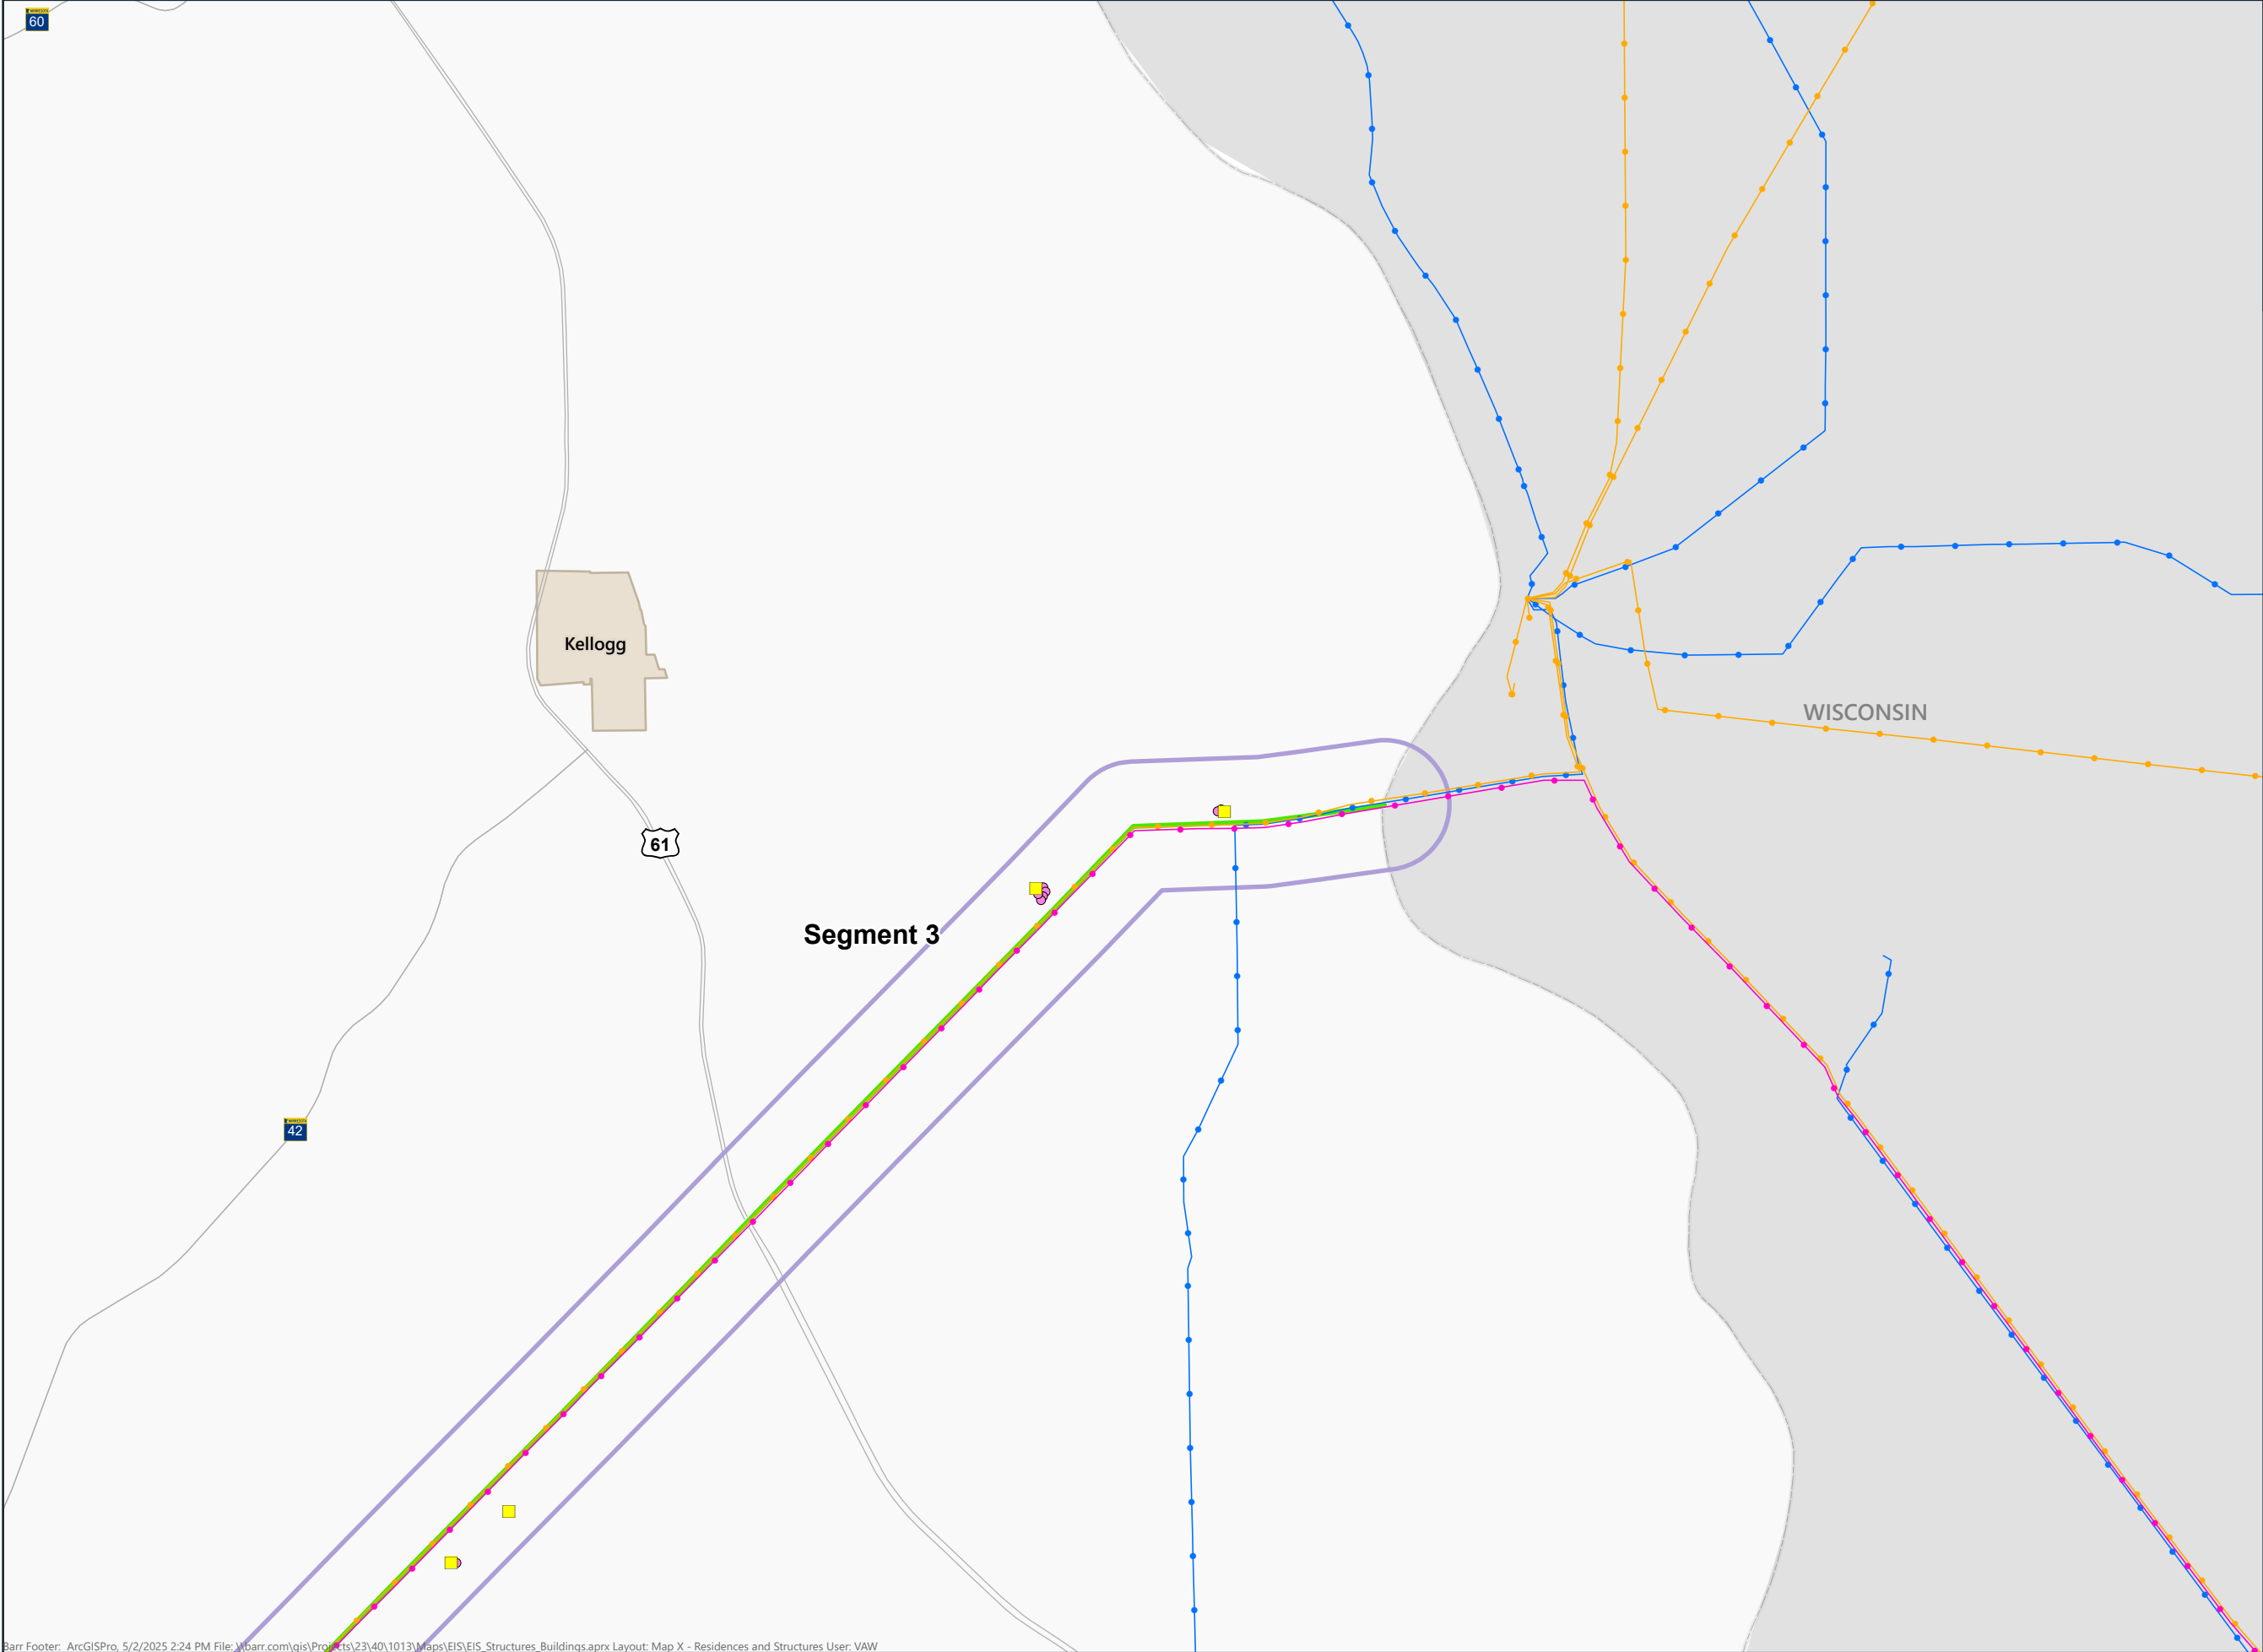 60
Kellogg
WISCONSIN
61
Segment 3
42
Barr Footer: ArcGISPro, 5/2/2025 2:24 PM File: \\barr.com\gis\Projects\23\40\1013\Maps\EIS\EIS_Structures_Buildings.aprx Layout: Map X - Residences and Structures User: VAW